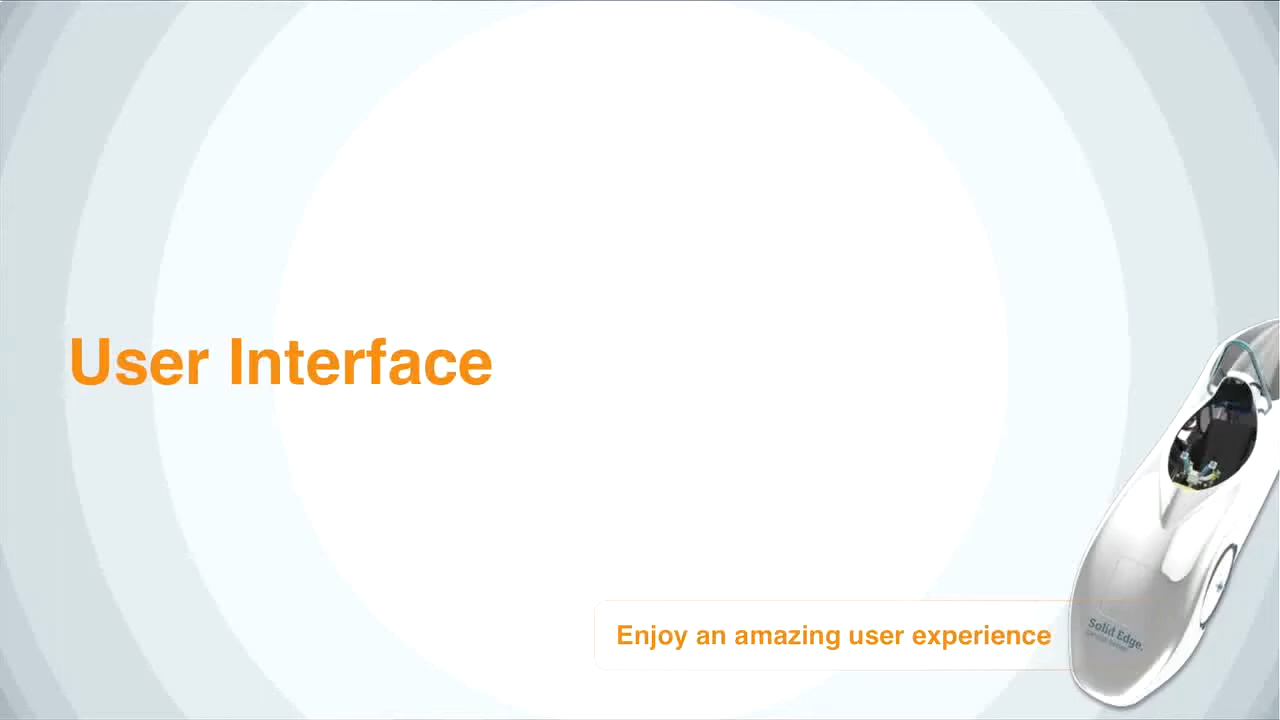 User Interface
Enjoy an amazing user experience
Solid Edge.